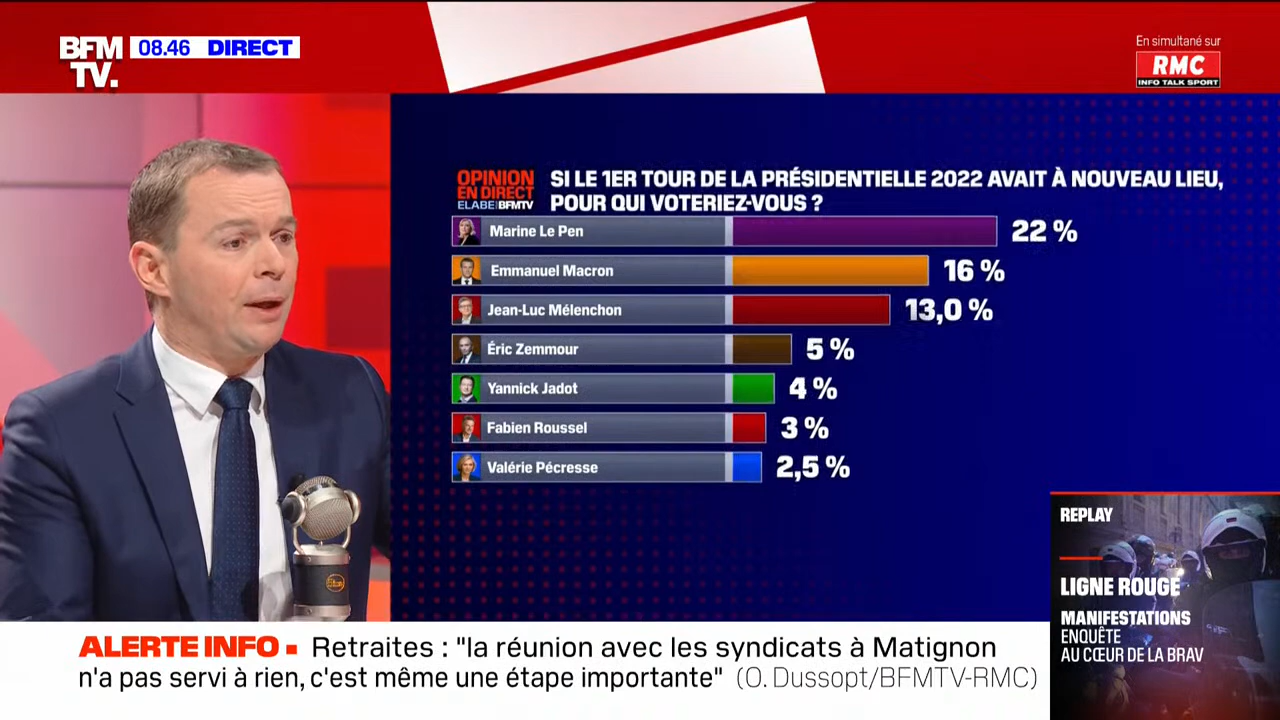 BFM
TV.
08.46 DIRECT
En simultané sur
RMC
INFO TALK SPORT
OPINION
EN DIRECT
ELABE BFMTV
SI LE 1ER TOUR DE LA PRÉSIDENTIELLE 2022 AVAIT À NOUVEAU LIEU,
POUR QUI VOTERIEZ-VOUS ?
Marine Le Pen 22 %
Emmanuel Macron 16 %
Jean-Luc Mélenchon 13,0 %
Éric Zemmour 5 %
Yannick Jadot 4 %
Fabien Roussel 3 %
Valérie Pécresse 2,5 %
REPLAY
LIGNE ROUGE
MANIFESTATIONS
ENQUÊTE
AU CŒUR DE LA BRAV
ALERTE INFO Retraites : "la réunion avec les syndicats à Matignon
n'a pas servi à rien, c'est même une étape importante" (O. Dussopt/BFMTV-RMC)